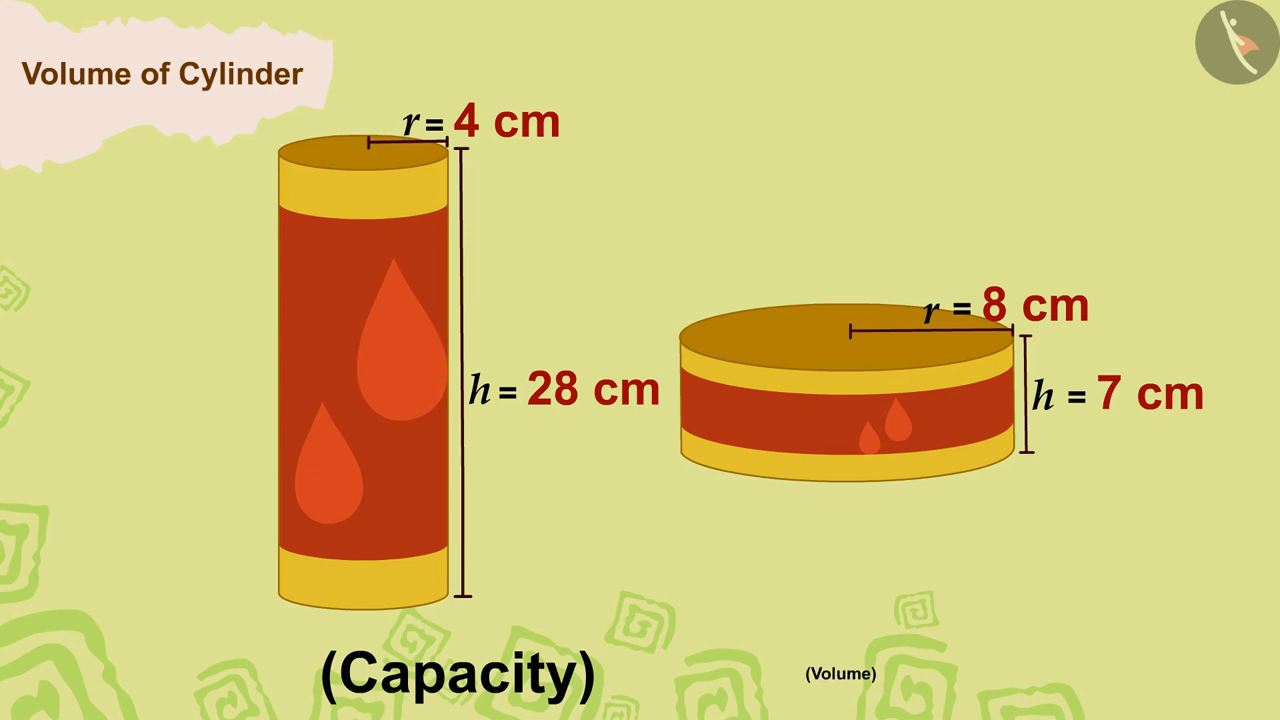 Volume of Cylinder
r = 4 cm
h = 28 cm
r = 8 cm
h = 7 cm
(Capacity)
(Volume)